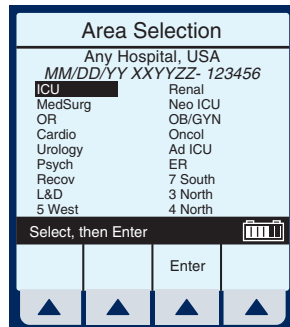 Area Selection
Any Hospital, USA
MM/DD/YY XXYYZZ- 123456
ICU Renal
MedSurg Neo ICU
OR OB/GYN
Cardio Oncol
Urology Ad ICU
Psych ER
Recov 7 South
L&D 3 North
5 West 4 North
Select, then Enter
Enter